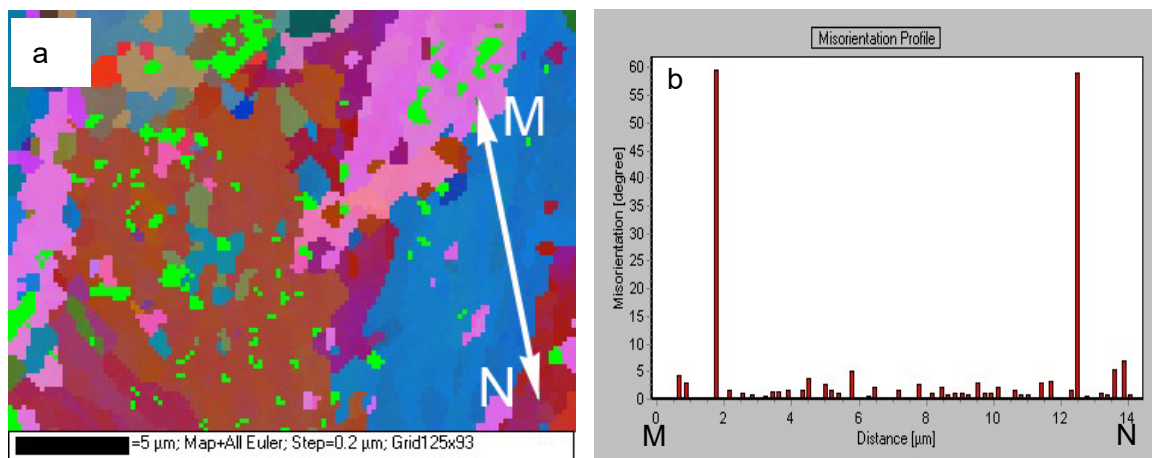 a
M
N
=5 µm; Map+All Euler; Step=0.2 µm; Grid125x93
Misorientation Profile
b
Misorientation [degree]
60
55
50
45
40
35
30
25
20
15
10
5
0
0 2 4 6 8 10 12 14
M N
Distance [µm]